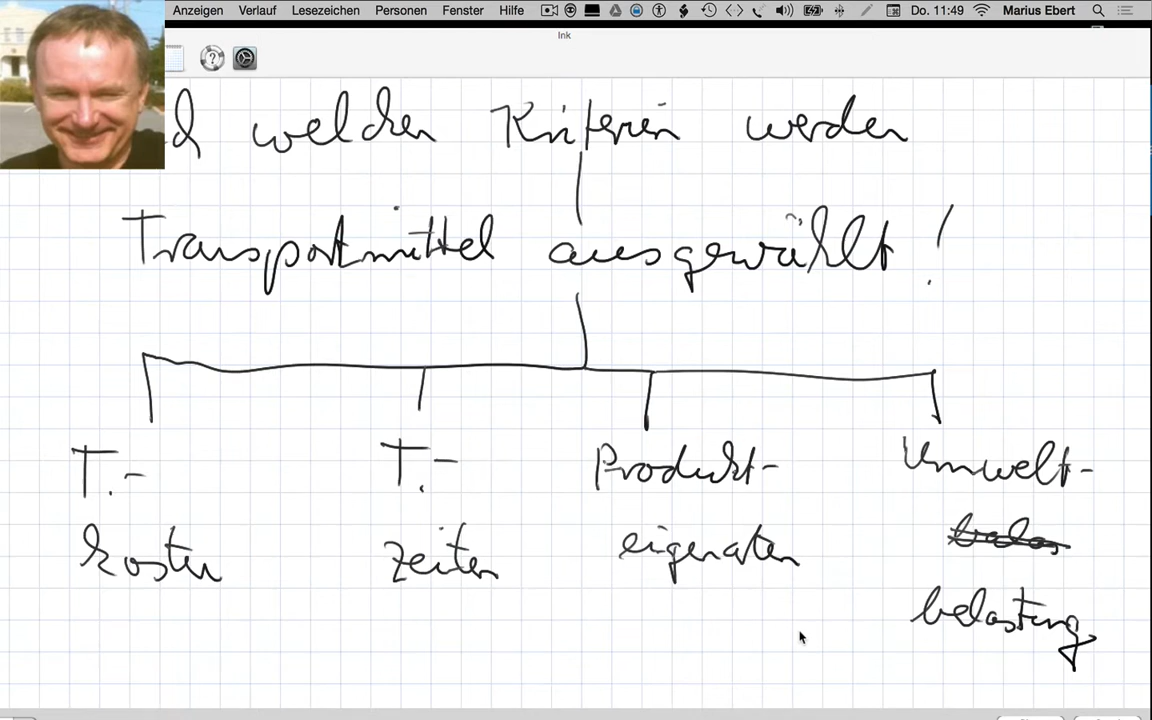 Anzeigen Verlauf Lesezeichen Personen Fenster Hilfe Do. 11:49 Marius Ebert
Ink
welchen Kriterien werden
Transportmittel ausgewählt!
T.- T.- Produkt- Umwelt-
kosten zeiten eigenarten
belastung